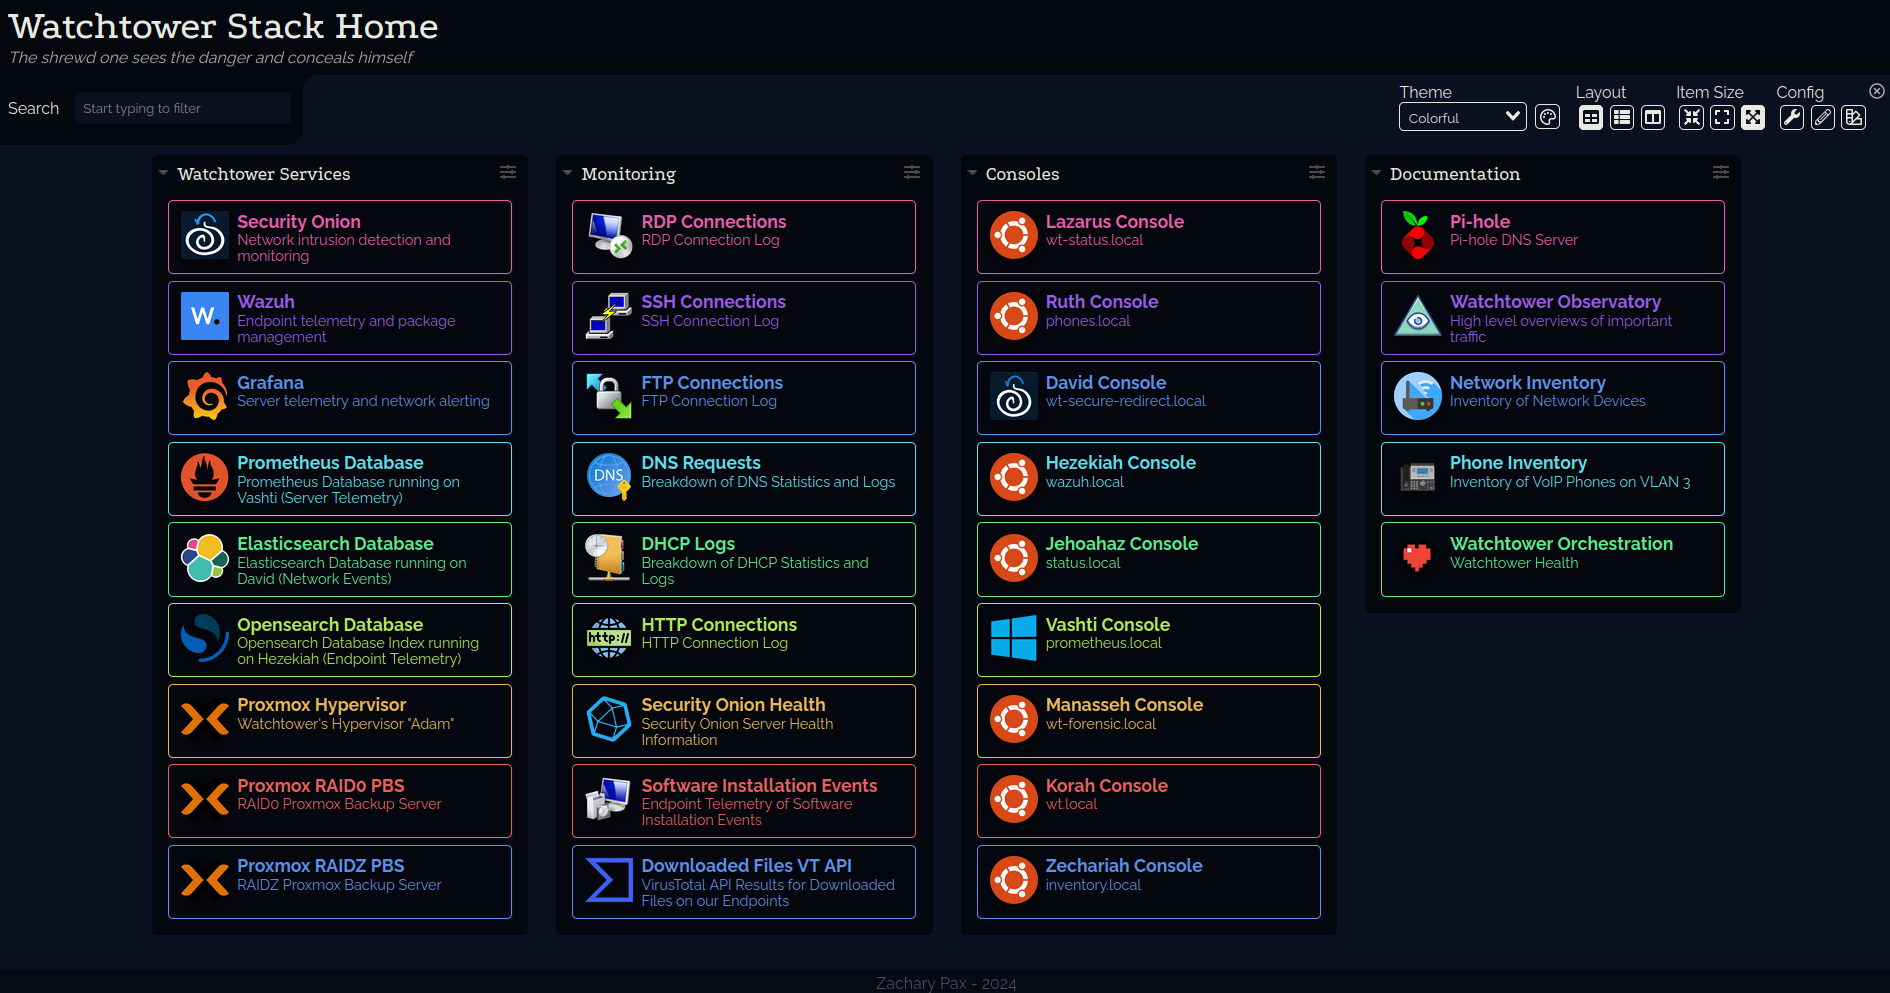 Watchtower Stack Home
The shrewd one sees the danger and conceals himself
Search
Start typing to filter
Theme
Colorful
Layout
Item Size
Config
Watchtower Services
Security Onion
Network intrusion detection and
monitoring
W.
Wazuh
Endpoint telemetry and package
management
Grafana
Server telemetry and network alerting
Prometheus Database
Prometheus Database running on
Vashti (Server Telemetry)
Elasticsearch Database
Elasticsearch Database running on
David (Network Events)
Opensearch Database
Opensearch Database Index running
on Hezekiah (Endpoint Telemetry)
Proxmox Hypervisor
Watchtower's Hypervisor "Adam"
Proxmox RAID0 PBS
RAID0 Proxmox Backup Server
Proxmox RAIDZ PBS
RAIDZ Proxmox Backup Server
Monitoring
RDP Connections
RDP Connection Log
SSH Connections
SSH Connection Log
FTP Connections
FTP Connection Log
DNS
DNS Requests
Breakdown of DNS Statistics and Logs
DHCP Logs
Breakdown of DHCP Statistics and
Logs
http://
HTTP Connections
HTTP Connection Log
Security Onion Health
Security Onion Server Health
Information
Software Installation Events
Endpoint Telemetry of Software
Installation Events
Downloaded Files VT API
VirusTotal API Results for Downloaded
Files on our Endpoints
Consoles
Lazarus Console
wt-status.local
Ruth Console
phones.local
David Console
wt-secure-redirect.local
Hezekiah Console
wazuh.local
Jehoahaz Console
status.local
Vashti Console
prometheus.local
Manasseh Console
wt-forensic.local
Korah Console
wt.local
Zechariah Console
inventory.local
Documentation
Pi-hole
Pi-hole DNS Server
Watchtower Observatory
High level overviews of important
traffic
Network Inventory
Inventory of Network Devices
Phone Inventory
Inventory of VoIP Phones on VLAN 3
Watchtower Orchestration
Watchtower Health
Zachary Pax - 2024